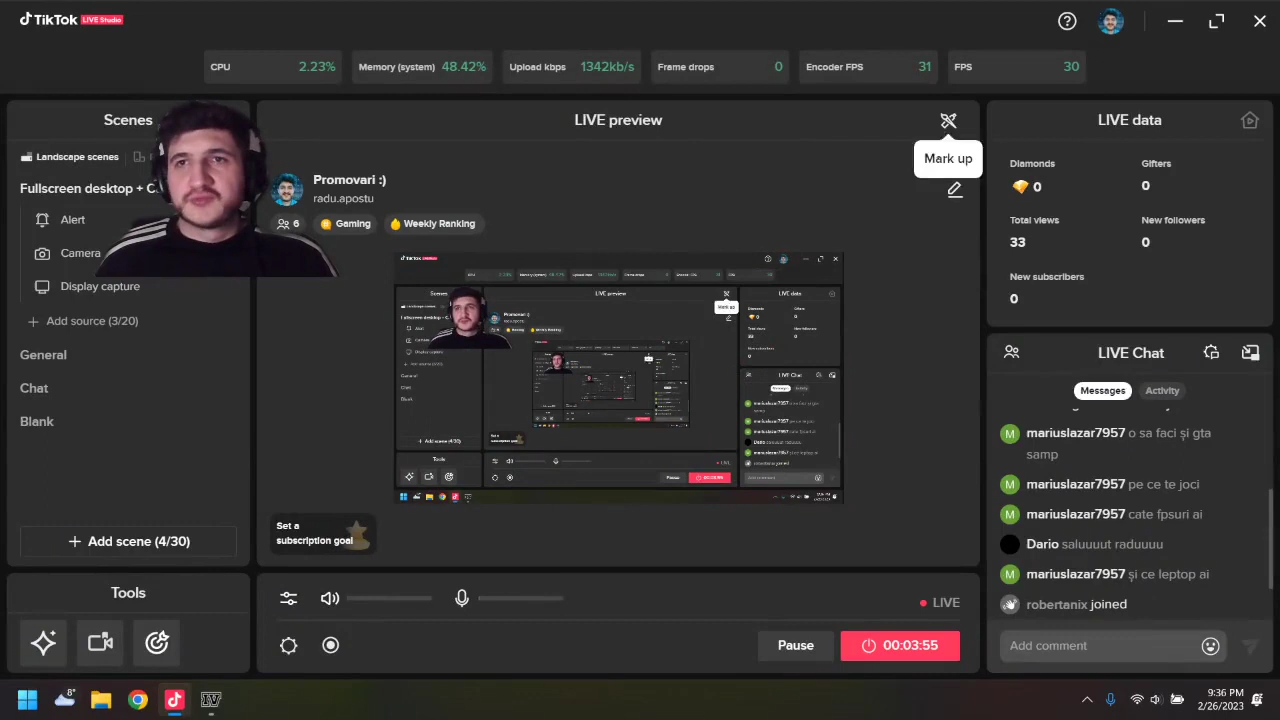 TikTok LIVE Studio
CPU 2.23%
Memory (system) 48.42%
Upload kbps 1342kb/s
Frame drops 0
Encoder FPS 31
FPS 30
Scenes
Landscape scenes
Fullscreen desktop + C
Alert
Camera
Display capture
Add source (3/20)
General
Chat
Blank
Add scene (4/30)
Tools
LIVE preview
Mark up
Promovari :)
radu.apostu
6
Gaming
Weekly Ranking
Set a
subscription goal
LIVE
Pause
00:03:55
LIVE data
Diamonds
Gifters
0
0
Total views
New followers
33
0
New subscribers
0
LIVE Chat
Messages
Activity
mariuslazar7957 o sa faci și gta
samp
mariuslazar7957 pe ce te joci
mariuslazar7957 cate fpsuri ai
Dario saluuuut raduuuu
mariuslazar7957 și ce leptop ai
robertanix joined
Add comment
8°
9:36 PM
2/26/2023